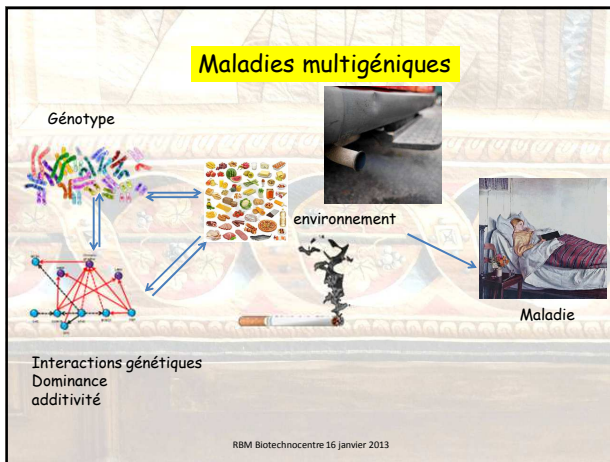 Maladies multigéniques
Génotype
environnement
Maladie
Interactions génétiques
Dominance
additivité
RBM Biotechnocentre 16 janvier 2013